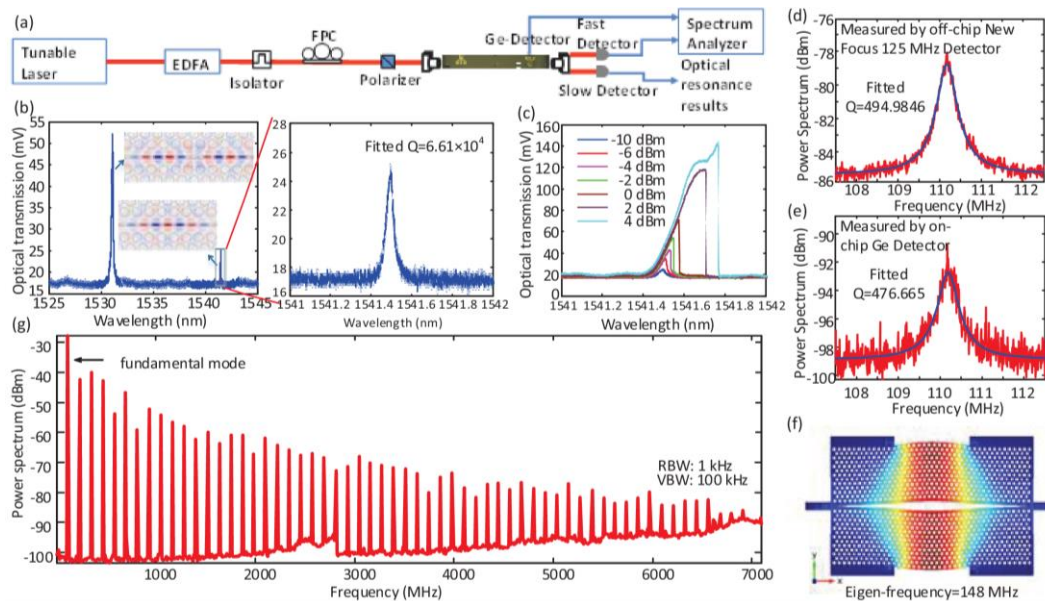 (a)
Tunable
Laser
EDFA
Isolator
FPC
Polarizer
Ge-Detector
Fast
Detector
Slow Detector
Spectrum
Analyzer
Optical
resonance
results
(b)
Optical transmission (mV)
55
50
45
40
35
30
25
20
15
1525 1530 1535 1540 1545
Wavelength (nm)
28
26
24
22
20
18
16
Fitted Q=6.61×10⁴
1541 1541.2 1541.4 1541.6 1541.8 1542
Wavelength (nm)
(c)
Optical transmission (mV)
160
140
120
100
80
60
40
20
0
-10 dBm
-6 dBm
-4 dBm
-2 dBm
0 dBm
2 dBm
4 dBm
1541 1541.2 1541.4 1541.6 1541.8 1542
Wavelength (nm)
(d)
Power Spectrum (dBm)
-76
-78
-80
-82
-84
-86
Measured by off-chip New
Focus 125 MHz Detector
Fitted
Q=494.9846
108 109 110 111 112
Frequency (MHz)
(e)
Power Spectrum (dBm)
-90
-92
-94
-96
-98
-100
Measured by on-
chip Ge Detector
Fitted
Q=476.665
108 109 110 111 112
Frequency (MHz)
(f)
y
x
Eigen-frequency=148 MHz
(g)
Power spectrum (dBm)
-30
-40
-50
-60
-70
-80
-90
-100
fundamental mode
RBW: 1 kHz
VBW: 100 kHz
1000 2000 3000 4000 5000 6000 7000
Frequency (MHz)